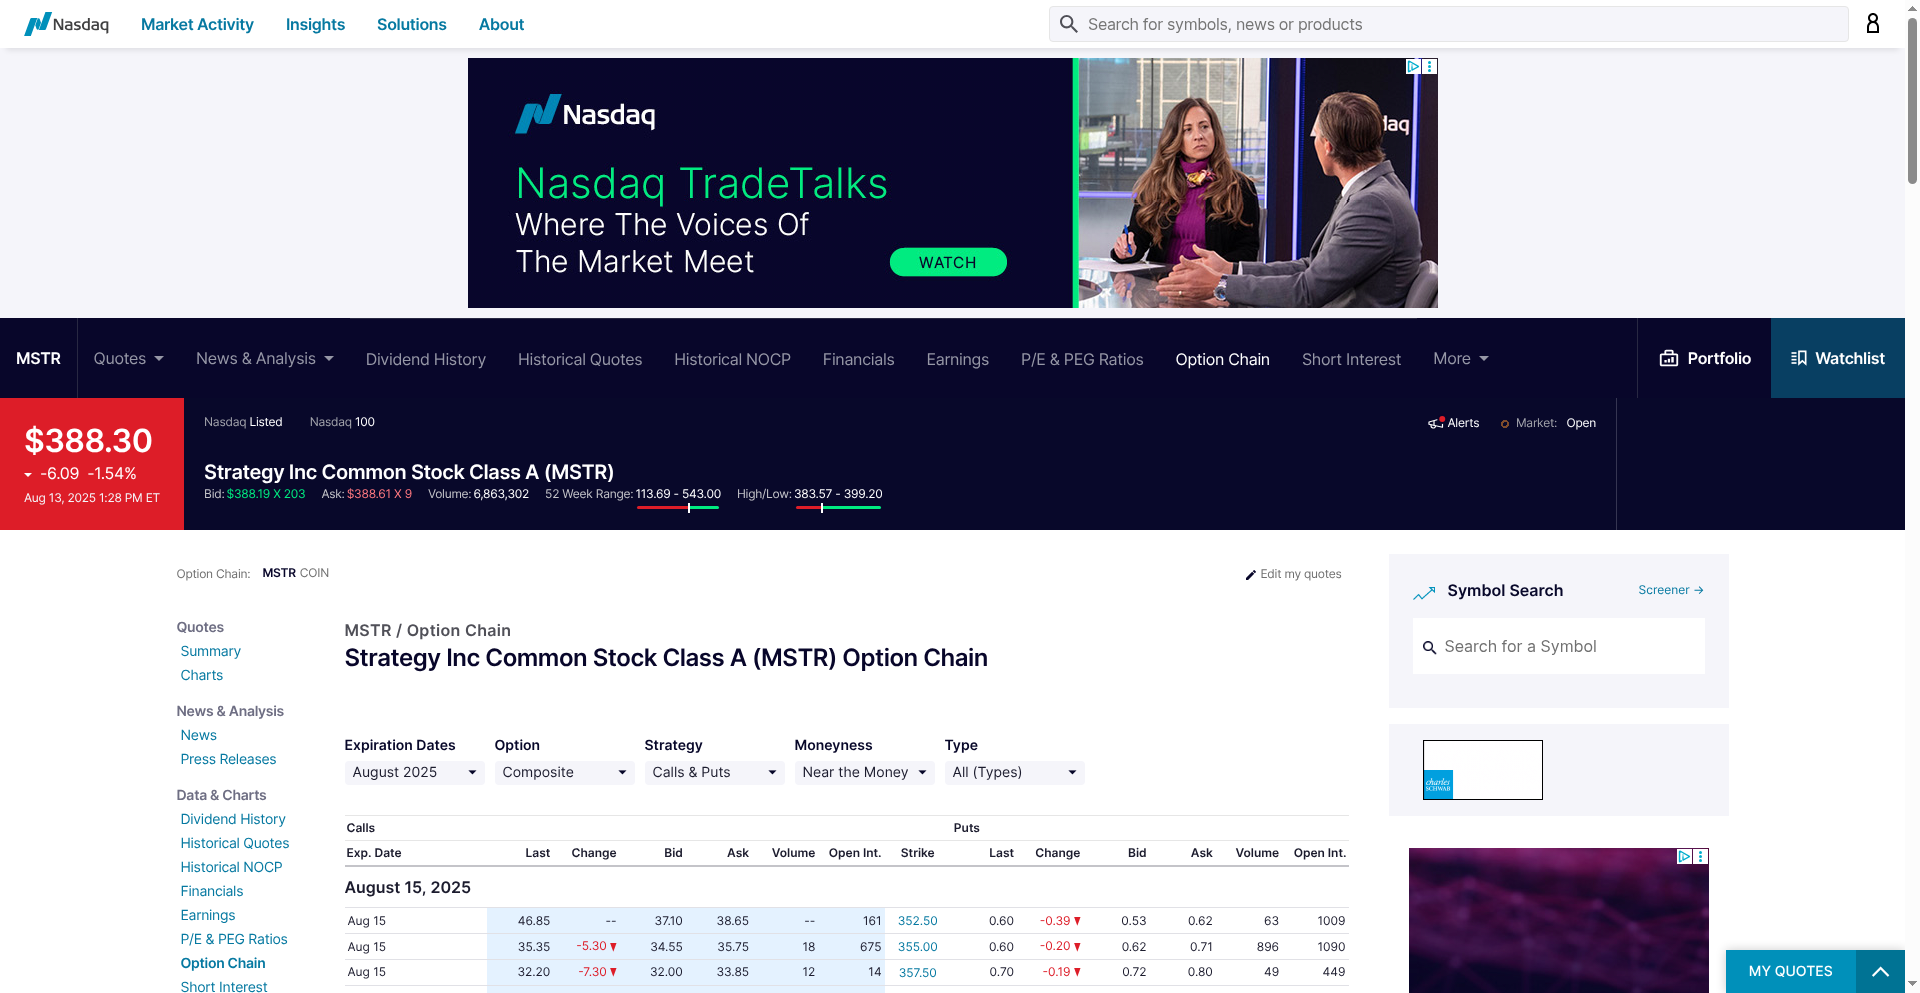 Nasdaq
Market Activity
Insights
Solutions
About
Search for symbols, news or products
Nasdaq
Nasdaq TradeTalks
Where The Voices Of
The Market Meet
WATCH
MSTR
Quotes
News & Analysis
Dividend History
Historical Quotes
Historical NOCP
Financials
Earnings
P/E & PEG Ratios
Option Chain
Short Interest
More
Portfolio
Watchlist
$388.30
-6.09 -1.54%
Aug 13, 2025 1:28 PM ET
Nasdaq Listed
Nasdaq 100
Alerts
Market: Open
Strategy Inc Common Stock Class A (MSTR)
Bid: $388.19 X 203 Ask: $388.61 X 9 Volume: 6,863,302 52 Week Range: 113.69 - 543.00 High/Low: 383.57 - 399.20
Option Chain: MSTR COIN
Edit my quotes
Quotes
Summary
Charts
News & Analysis
News
Press Releases
Data & Charts
Dividend History
Historical Quotes
Historical NOCP
Financials
Earnings
P/E & PEG Ratios
Option Chain
Short Interest
MSTR / Option Chain
Strategy Inc Common Stock Class A (MSTR) Option Chain
Expiration Dates Option Strategy Moneyness Type
August 2025 Composite Calls & Puts Near the Money All (Types)
Calls Puts
Exp. Date Last Change Bid Ask Volume Open Int. Strike Last Change Bid Ask Volume Open Int.
August 15, 2025
Aug 15 46.85 -- 37.10 38.65 -- 161 352.50 0.60 -0.39 0.53 0.62 63 1009
Aug 15 35.35 -5.30 34.55 35.75 18 675 355.00 0.60 -0.20 0.62 0.71 896 1090
Aug 15 32.20 -7.30 32.00 33.85 12 14 357.50 0.70 -0.19 0.72 0.80 49 449
Symbol Search
Screener →
Search for a Symbol
charles
SCHWAB
MY QUOTES